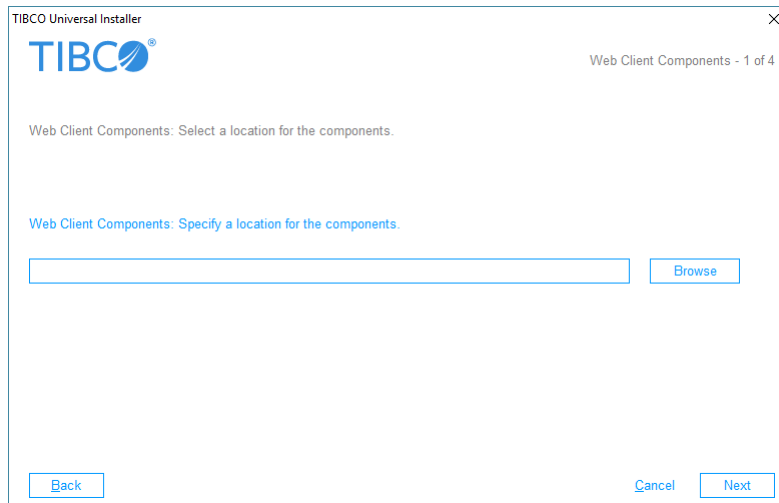 TIBCO Universal Installer
TIBCO®
Web Client Components - 1 of 4
Web Client Components: Select a location for the components.
Web Client Components: Specify a location for the components.
Browse
Back
Cancel
Next